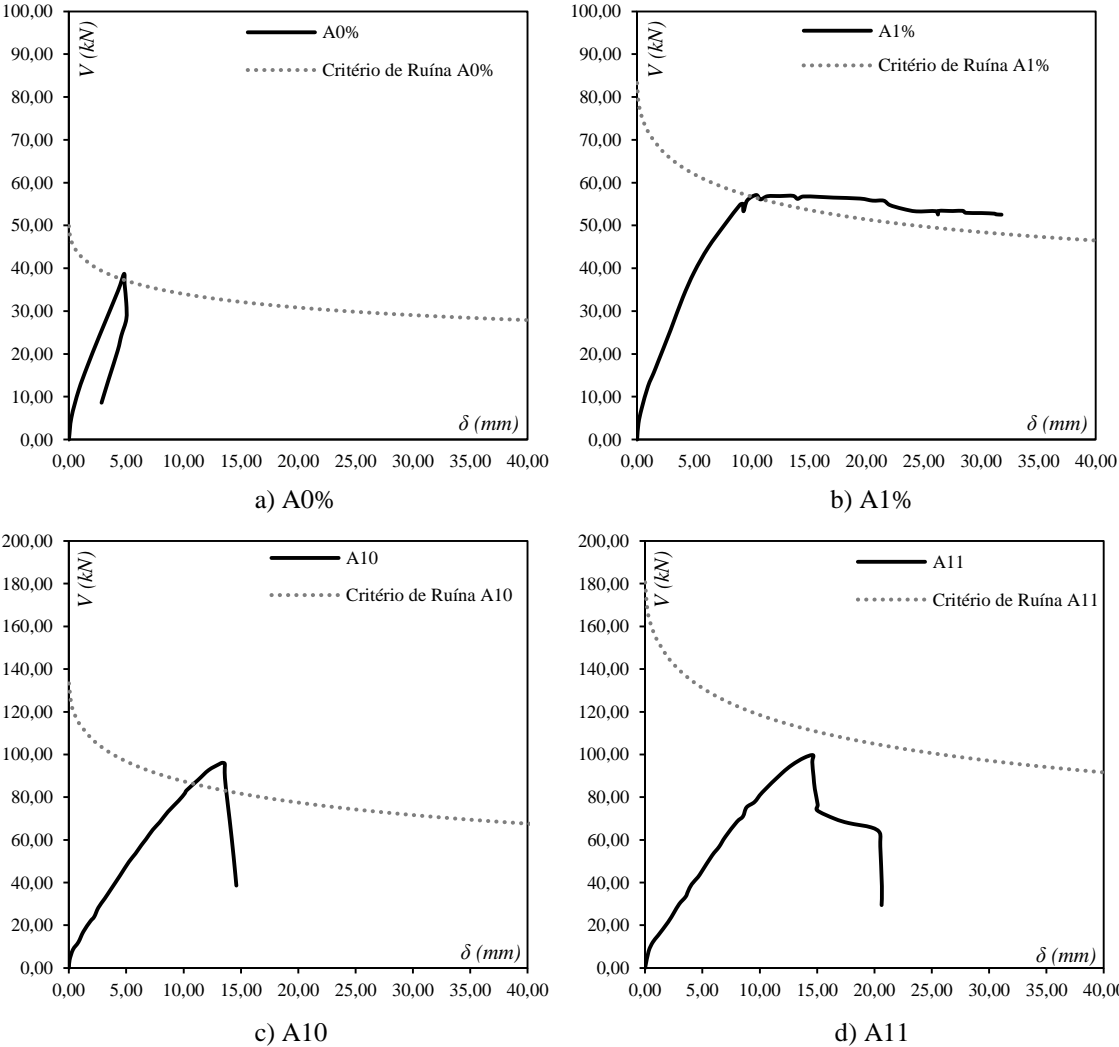 V (kN)
100,00
90,00
80,00
70,00
60,00
50,00
40,00
30,00
20,00
10,00
0,00
A0%
Critério de Ruína A0%
δ (mm)
0,00 5,00 10,00 15,00 20,00 25,00 30,00 35,00 40,00
a) A0%
V (kN)
100,00
90,00
80,00
70,00
60,00
50,00
40,00
30,00
20,00
10,00
0,00
A1%
Critério de Ruína A1%
δ (mm)
0,00 5,00 10,00 15,00 20,00 25,00 30,00 35,00 40,00
b) A1%
V (kN)
200,00
180,00
160,00
140,00
120,00
100,00
80,00
60,00
40,00
20,00
0,00
A10
Critério de Ruína A10
δ (mm)
0,00 5,00 10,00 15,00 20,00 25,00 30,00 35,00 40,00
c) A10
V (kN)
200,00
180,00
160,00
140,00
120,00
100,00
80,00
60,00
40,00
20,00
0,00
A11
Critério de Ruína A11
δ (mm)
0,00 5,00 10,00 15,00 20,00 25,00 30,00 35,00 40,00
d) A11